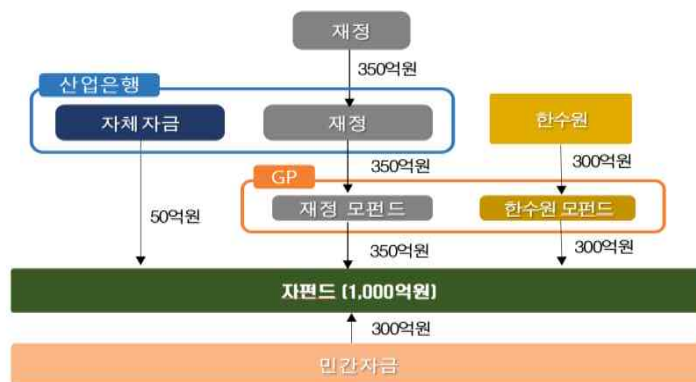 재정
350억원
산업은행
자체자금
재정
한수원
350억원
300억원
GP
재정 모펀드
한수원 모펀드
50억원
350억원
300억원
자펀드 (1,000억원)
300억원
민간자금